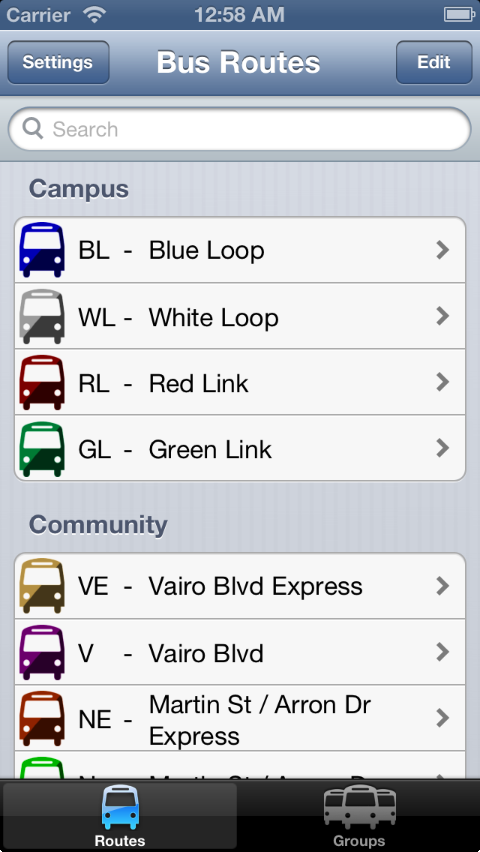 Carrier 12:58 AM
Settings Bus Routes Edit
Search
Campus
BL - Blue Loop
WL - White Loop
RL - Red Link
GL - Green Link
Community
VE - Vairo Blvd Express
V - Vairo Blvd
NE - Martin St / Arron Dr
Express
Routes Groups